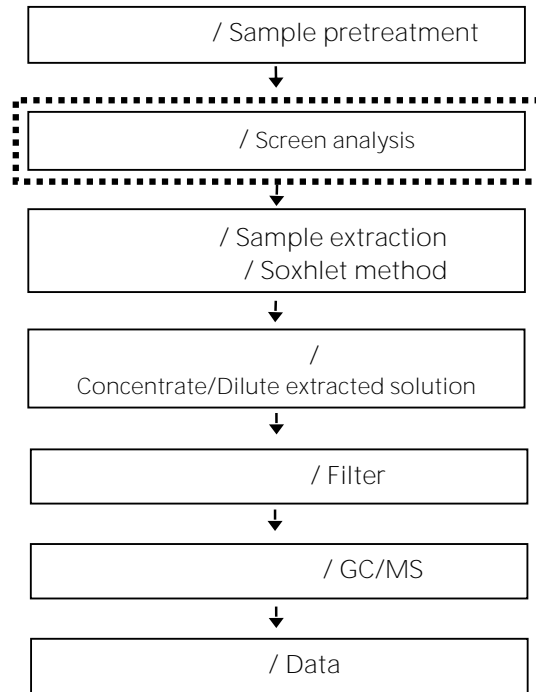 / Sample pretreatment
/ Screen analysis
/ Sample extraction
/ Soxhlet method
/
Concentrate/Dilute extracted solution
/ Filter
/ GC/MS
/ Data